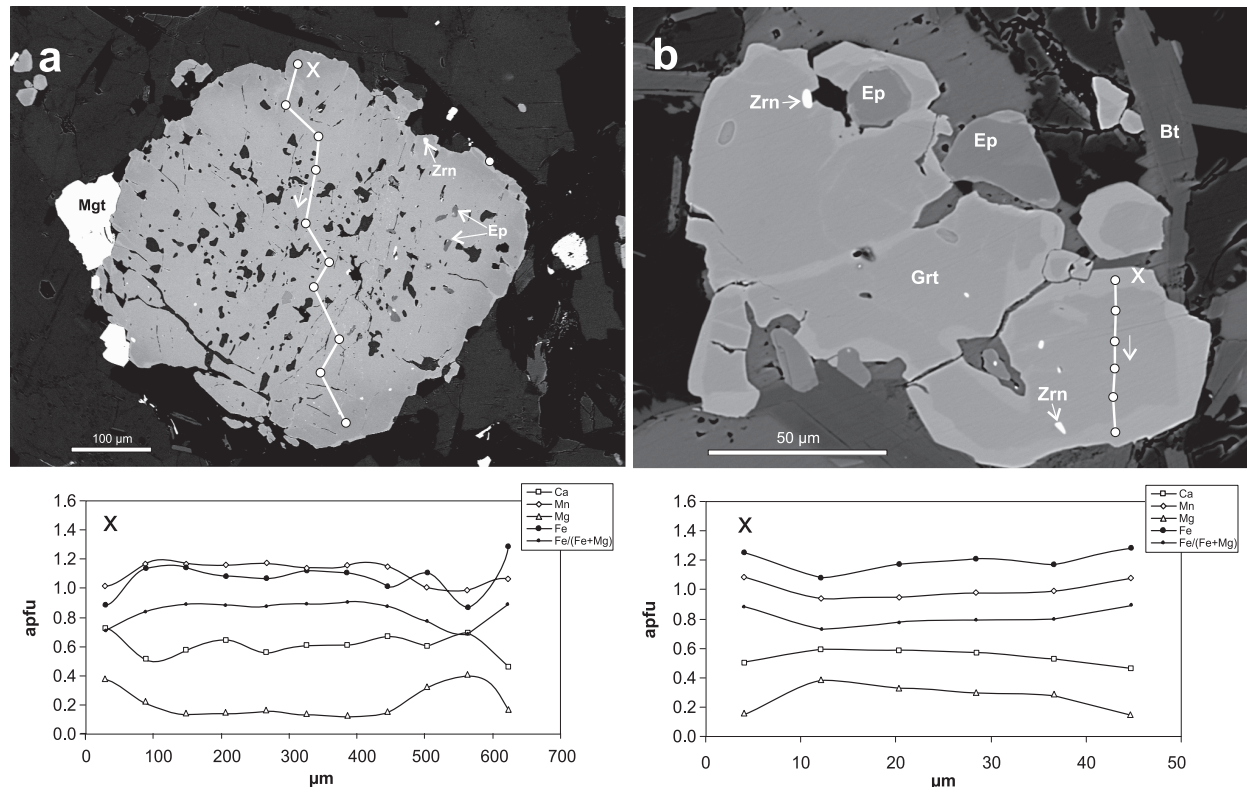 a
X
Zrn
Mgt
Ep
100 µm
b
Zrn
Ep
Ep
Bt
Grt
X
Zrn
50 µm
Ca
Mn
Mg
Fe
Fe/(Fe+Mg)
X
apfu
1.6
1.4
1.2
1.0
0.8
0.6
0.4
0.2
0.0
0 100 200 300 400 500 600 700
µm
Ca
Mn
Mg
Fe
Fe/(Fe+Mg)
X
apfu
1.6
1.4
1.2
1.0
0.8
0.6
0.4
0.2
0.0
0 10 20 30 40 50
µm